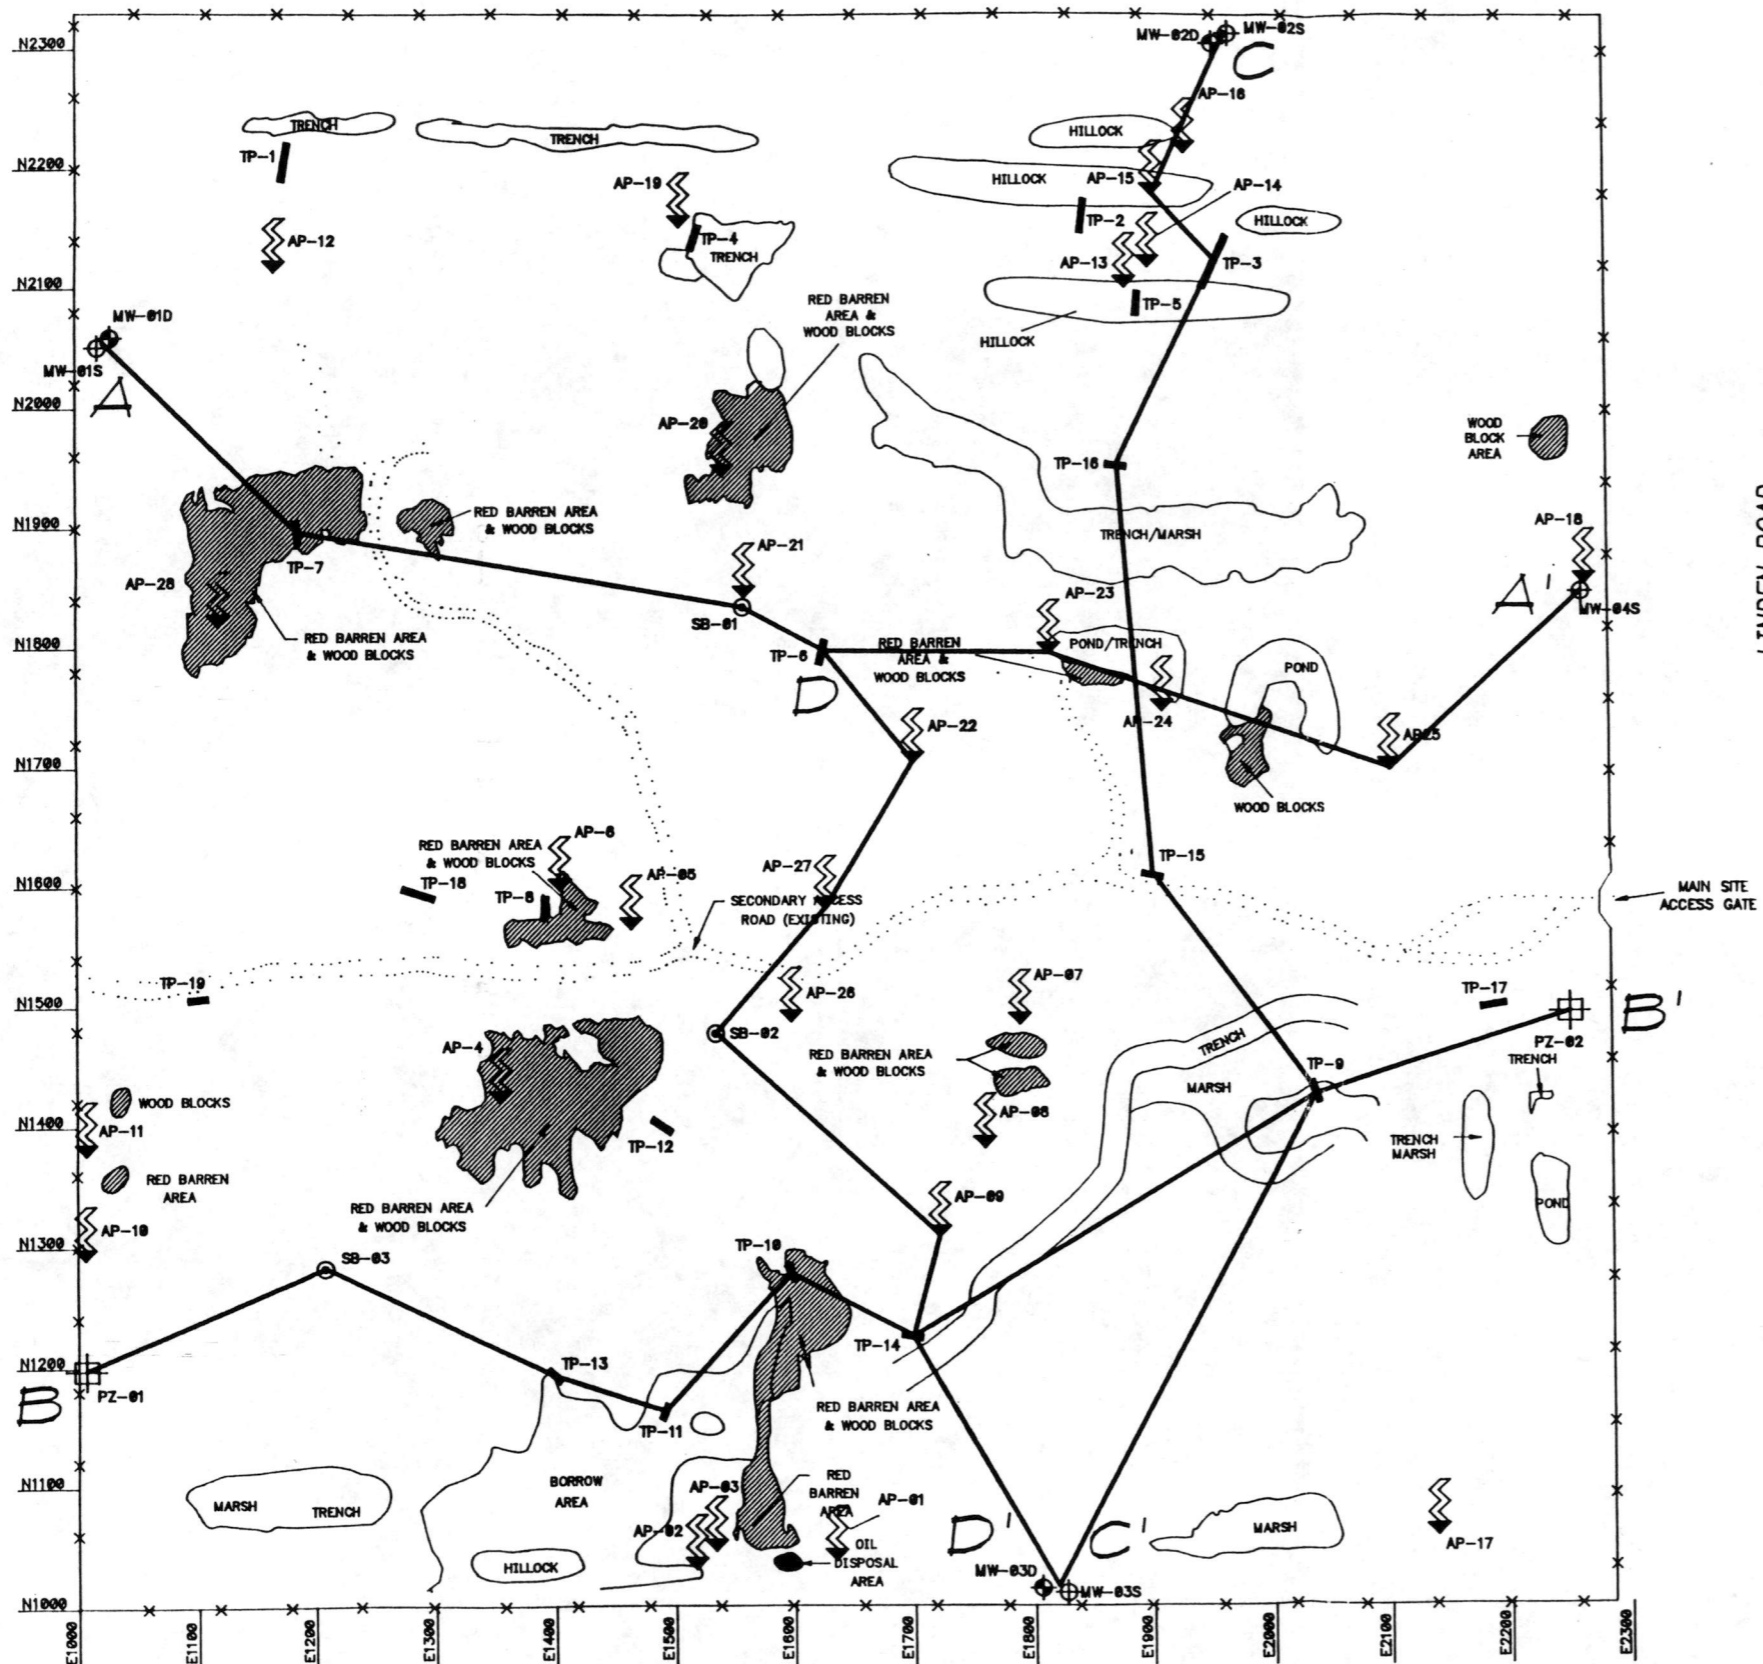 N2300
MW-02D
MW-02S
C
AP-16
TRENCH
TRENCH
HILLOCK
TP-1
N2200
AP-19
HILLOCK
AP-15
AP-14
TP-2
HILLOCK
AP-12
TP-4
TRENCH
AP-13
TP-3
N2100
TP-5
RED BARREN
AREA &
WOOD BLOCKS
MW-01D
HILLOCK
MW-01S
A
N2000
AP-20
WOOD
BLOCK
AREA
TP-16
N1900
RED BARREN AREA
& WOOD BLOCKS
TRENCH/MARSH
AP-18
LINDEN ROAD
AP-21
TP-7
AP-28
A'
AP-23
MW-04S
SB-01
RED BARREN AREA
& WOOD BLOCKS
N1800
TP-6
RED BARREN
AREA &
WOOD BLOCKS
POND/TRENCH
POND
D
AP-22
AP-24
AP25
N1700
WOOD BLOCKS
AP-6
RED BARREN AREA
& WOOD BLOCKS
AP-27
TP-15
AP-05
N1600
TP-18
TP-8
SECONDARY ACCESS
ROAD (EXISTING)
MAIN SITE
ACCESS GATE
TP-19
AP-26
AP-07
TP-17
N1500
B'
SB-02
PZ-02
AP-4
RED BARREN AREA
& WOOD BLOCKS
TRENCH
TP-9
TRENCH
MARSH
WOOD BLOCKS
AP-11
AP-08
N1400
TP-12
TRENCH
MARSH
RED BARREN
AREA
AP-09
POND
RED BARREN AREA
& WOOD BLOCKS
AP-10
N1300
SB-03
TP-10
TP-14
N1200
TP-13
B
PZ-01
TP-11
RED BARREN AREA
& WOOD BLOCKS
N1100
MARSH
TRENCH
BORROW
AREA
AP-03
RED
BARREN
AREA
AP-01
AP-02
OIL
DISPOSAL
AREA
D'
C'
MARSH
AP-17
HILLOCK
MW-03D
MW-03S
N1000
E1000
E1100
E1200
E1300
E1400
E1500
E1600
E1700
E1800
E1900
E2000
E2100
E2200
E2300